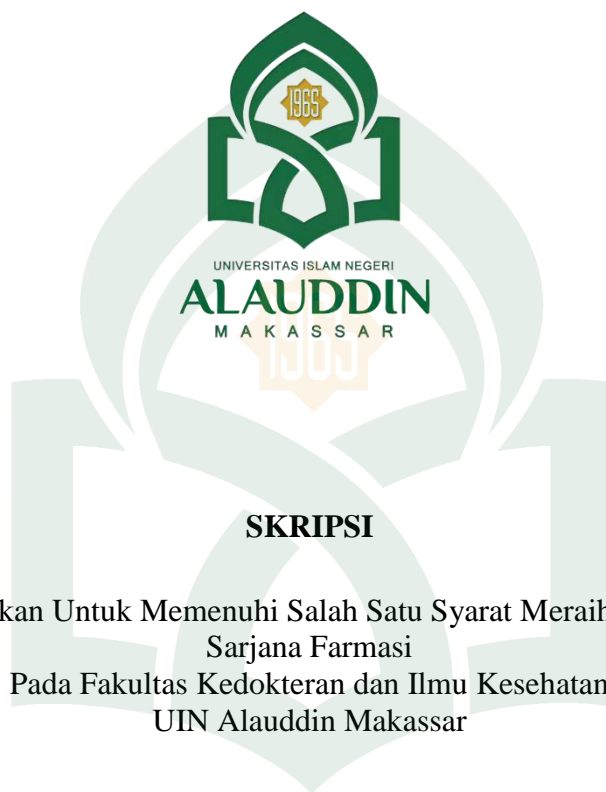 1965
UNIVERSITAS ISLAM NEGERI
ALAUDDIN
MAKASSAR
1965
SKRIPSI
kan Untuk Memenuhi Salah Satu Syarat Meraih
Sarjana Farmasi
Pada Fakultas Kedokteran dan Ilmu Kesehatan
UIN Alauddin Makassar